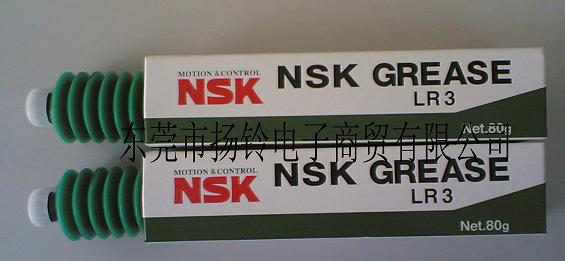 MOTION & CONTROL
NSK
NSK GREASE
LR3
Net.80g
东莞市扬铃电子商贸有限公司
MOTION & CONTROL
NSK
NSK GREASE
LR3
Net.80g